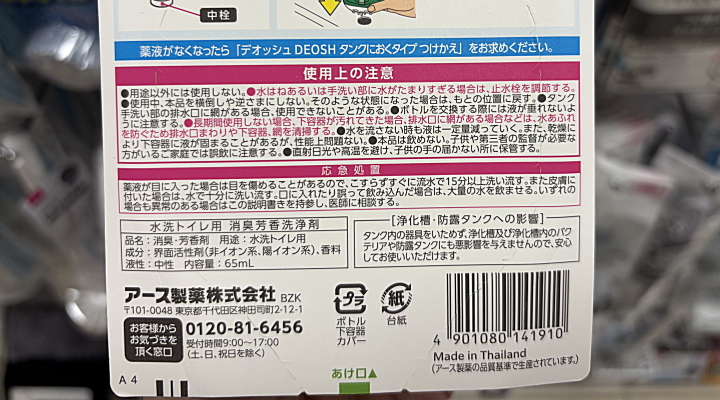 中栓
薬液がなくなったら「デオッシュ DEOSH タンクにおくタイプ つけかえ」をお求めください。
使用上の注意
●用途以外には使用しない。●水はねあるいは手洗い部に水がたまりすぎる場合は、止水栓を調節する。
●使用中、本品を横倒しや逆さまにしない。そのような状態になった場合は、もとの位置に戻す。●タンク
手洗い部の排水口に網がある場合、使用できないことがある。●ボトルを交換する際には液が垂れないよ
うに注意する。●長期間使用しない場合、下容器が汚れてきた場合、排水口に網がある場合などは、水あふれ
を防ぐため排水口まわりや下容器、網を清掃する。●水を流さない時も液は一定量減っていく。また、乾燥に
より下容器に液が固まることがあるが、性能上問題ない。●本品は飲めない。子供や第三者の監督が必要な
方がいるご家庭では誤飲に注意する。●直射日光や高温を避け、子供の手の届かない所に保管する。
応急処置
薬液が目に入った場合は目を傷めることがあるので、こすらずすぐに流水で15分以上洗い流す。また皮膚に
付いた場合は、水で十分に洗い流す。口に入れたり誤って飲み込んだ場合は、大量の水を飲ませる。いずれの
場合も異常のある場合はこの説明書を持参し、医師に相談する。
水洗トイレ用 消臭芳香洗浄剤
品名：消臭・芳香剤 用途：水洗トイレ用
成分：界面活性剤(非イオン系、陽イオン系)、香料
液性：中性 内容量：65mL
【浄化槽・防露タンクへの影響】
タンク内の器具をいためず、浄化槽及び浄化槽内のバク
テリアや防露タンクにも悪影響を与えませんので、安心
してお使いいただけます。
アース製薬株式会社 BZK
〒101-0048 東京都千代田区神田司町2-12-1
お客様から
お気づきを
頂く窓口
0120-81-6456
受付時間9:00～17:00
(土、日、祝日を除く)
プラ
ボトル
下容器
カバー
紙
台紙
4 901080 141910
Made in Thailand
(アース製薬の品質基準で生産されています。)
A 4
あけ口▲